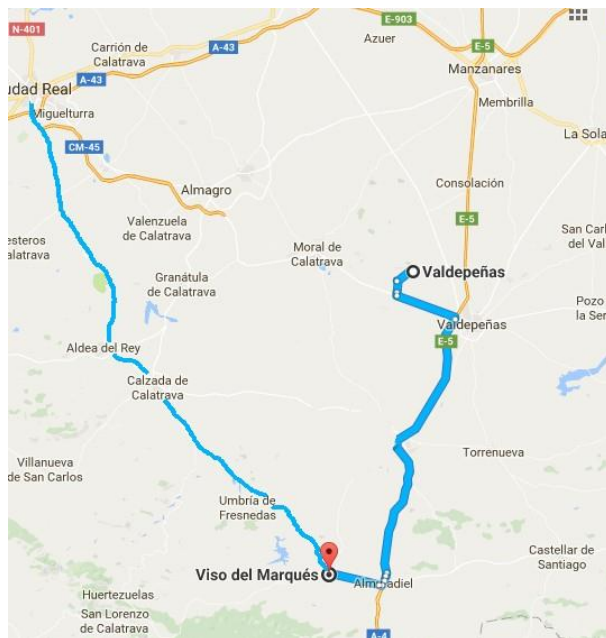 N-401
E-903
Azuer
Carrión de
Calatrava
A-43
E-5
Manzanares
A-43
udad Real
Membrilla
Miguelturra
La Sola
CM-45
Consolación
Almagro
E-5
Valenzuela
de Calatrava
San Carl
del Val
esteros
alatrava
Moral de
Calatrava
Valdepeñas
Granátula
de Calatrava
Pozo
la Ser
Valdepeñas
E-5
Aldea del Rey
Calzada de
Calatrava
Villanueva
de San Carlos
Torrenueva
Umbría de
Fresnedas
Castellar de
Santiago
Viso del Marqués
Almuradiel
Huertezuelas
San Lorenzo
de Calatrava
A-4